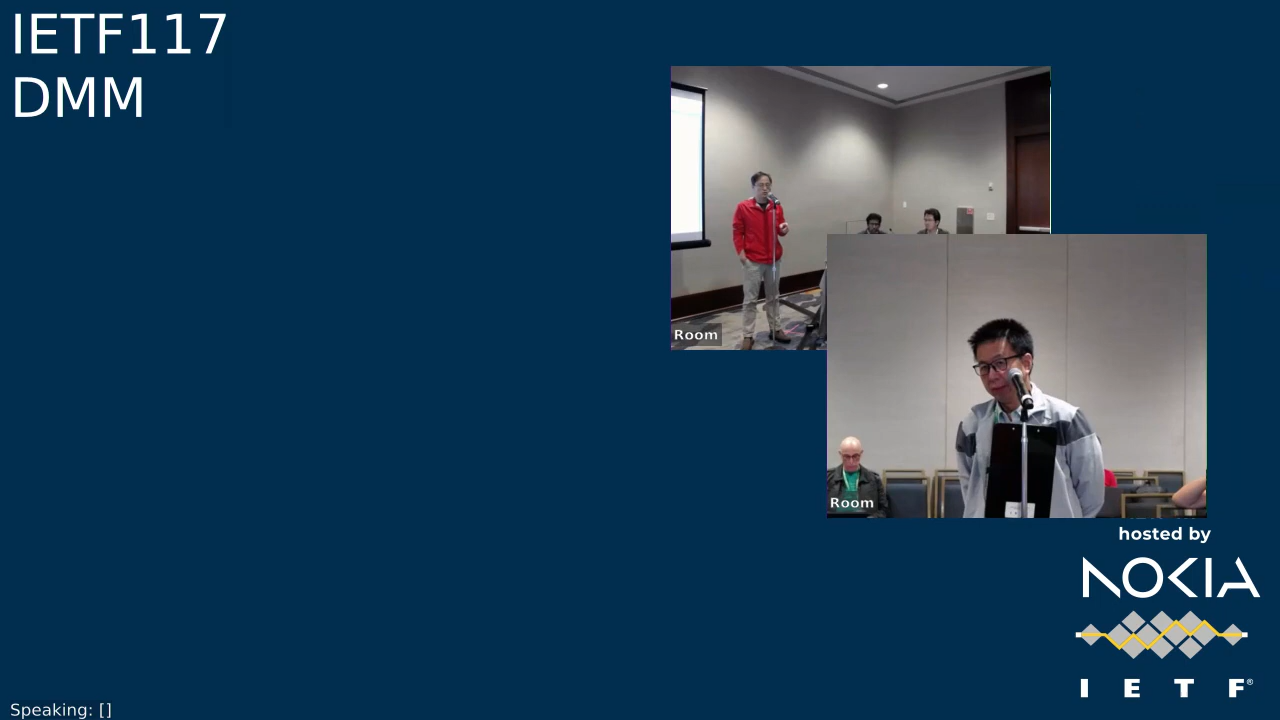 IETF117
DMM
Room
Room
hosted by
NOKIA
I E T F®
Speaking: []